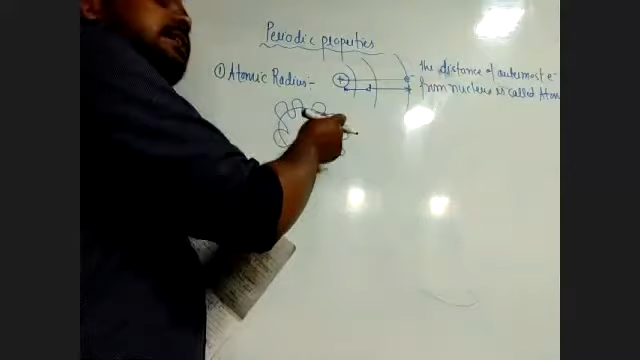 Periodic properties
① Atomic Radius:-
+
d
the distance of outermost e-
from nucleus is called Atom